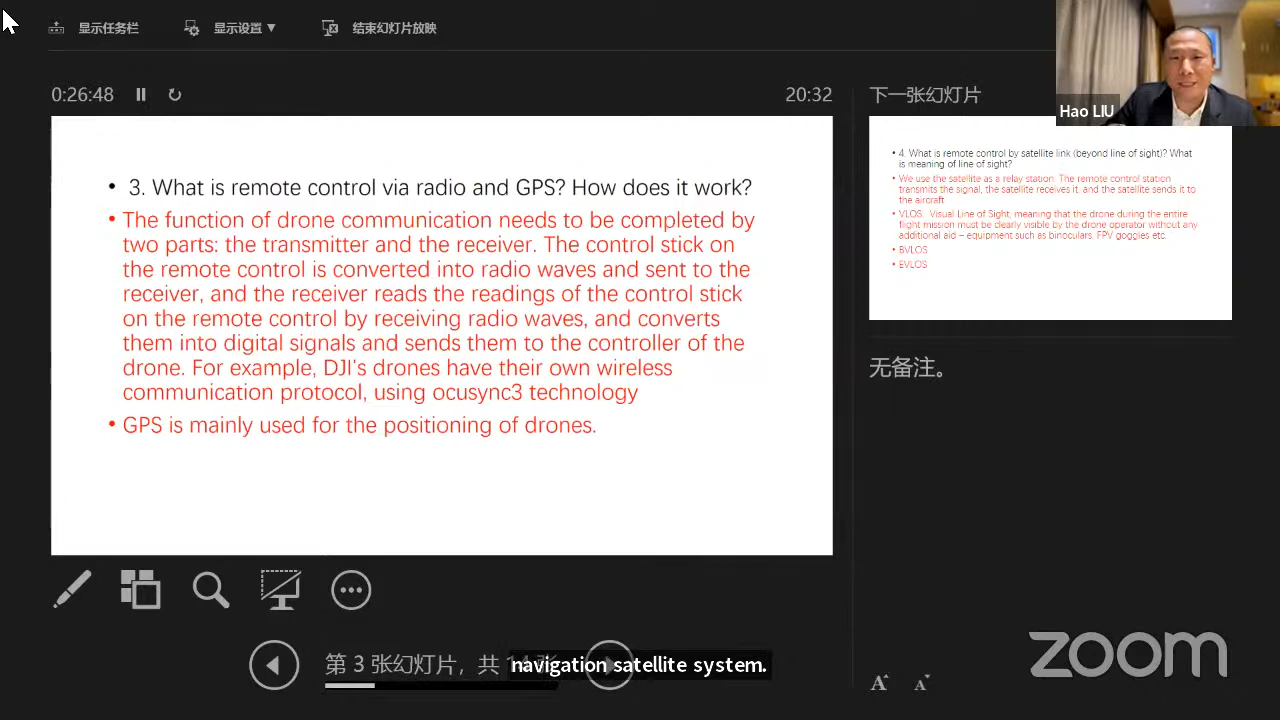 显示任务栏
显示设置 ▼
结束幻灯片放映
0:26:48
20:32
下一张幻灯片
Hao LIU
• 3. What is remote control via radio and GPS? How does it work?
• The function of drone communication needs to be completed by
two parts: the transmitter and the receiver. The control stick on
the remote control is converted into radio waves and sent to the
receiver, and the receiver reads the readings of the control stick
on the remote control by receiving radio waves, and converts
them into digital signals and sends them to the controller of the
drone. For example, DJI's drones have their own wireless
communication protocol, using ocusync3 technology
• GPS is mainly used for the positioning of drones.
• 4. What is remote control by satellite link (beyond line of sight)? What
is meaning of line of sight?
• We use the satellite as a relay station. The remote control station
transmits the signal, the satellite receives it, and the satellite sends it to
the aircraft
• VLOS: Visual Line of Sight, meaning that the drone during the entire
flight mission must be clearly visible by the drone operator without any
additional aid – equipment such as binoculars, FPV goggles etc.
• BVLOS
• EVLOS
无备注。
第 3 张幻灯片，共
navigation satellite system.
A A
zoom